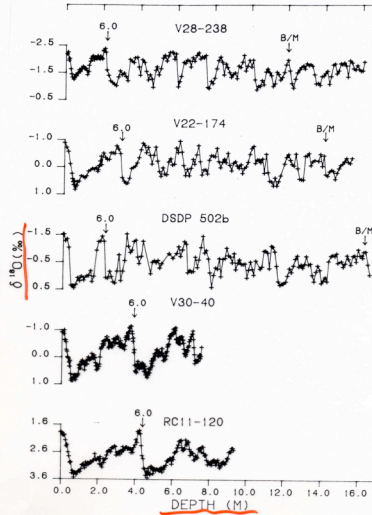 6.0 V28-238 B/M
-2.5
-1.5
-0.5
6.0 V22-174 B/M
-1.0
0.0
1.0
6.0 DSDP 502b B/M
-1.5
-0.5
0.5
δ¹⁸O(‰)
6.0 V30-40
-1.0
0.0
1.0
6.0 RC11-120
1.6
2.6
3.6
0.0 2.0 4.0 6.0 8.0 10.0 12.0 14.0 16.0
DEPTH (M)